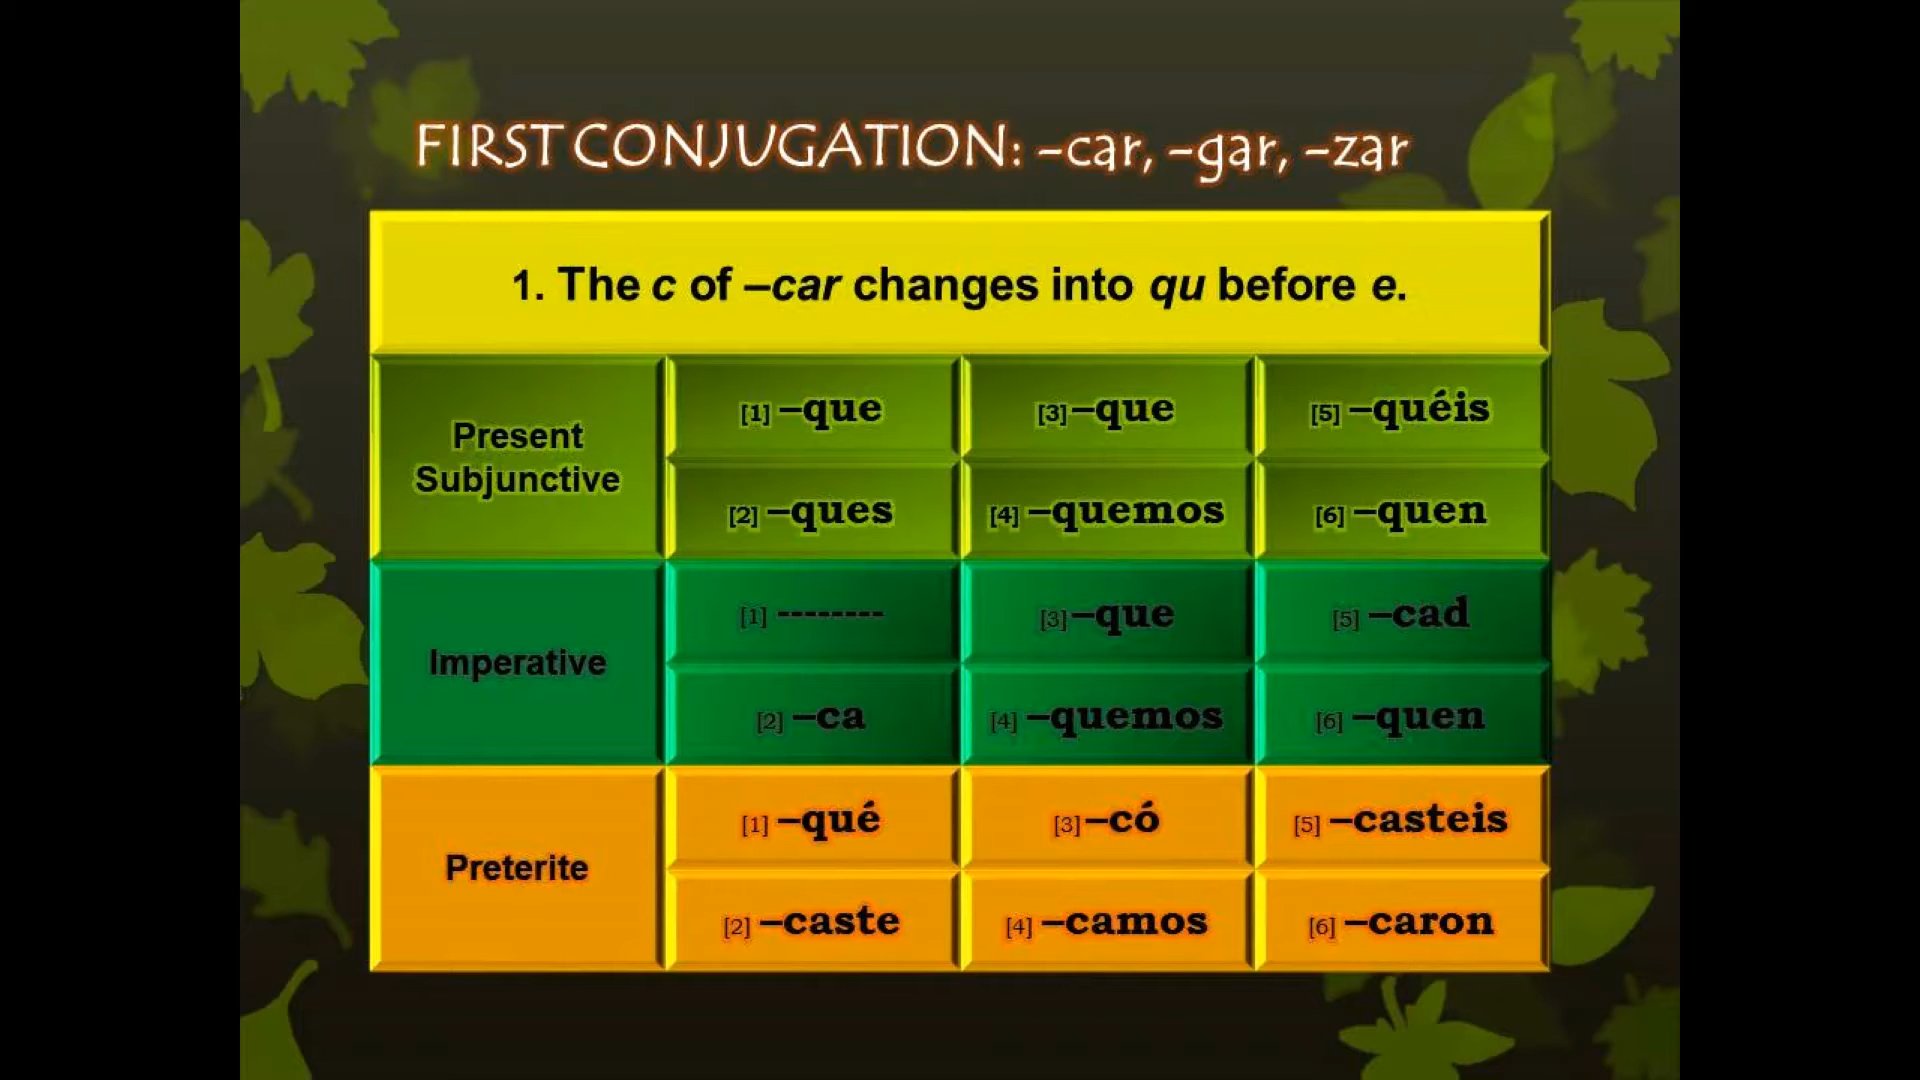 FIRST CONJUGATION: -car, -gar, -zar
1. The c of –car changes into qu before e.
Present
Subjunctive
[1] –que
[3] –que
[5] –quéis
[2] –ques
[4] –quemos
[6] –quen
Imperative
[1] --------
[3] –que
[5] –cad
[2] –ca
[4] –quemos
[6] –quen
Preterite
[1] –qué
[3] –có
[5] –casteis
[2] –caste
[4] –camos
[6] –caron